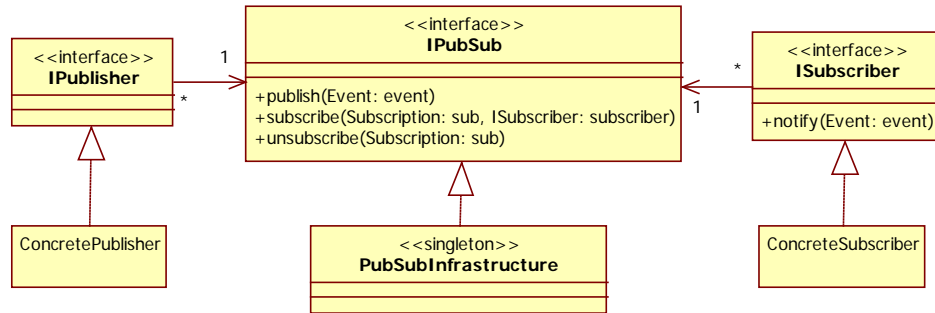 <<interface>>
IPublisher
1
*
<<interface>>
IPubSub
+publish(Event: event)
+subscribe(Subscription: sub, ISubscriber: subscriber)
+unsubscribe(Subscription: sub)
*
1
<<interface>>
ISubscriber
+notify(Event: event)
ConcretePublisher
<<singleton>>
PubSubInfrastructure
ConcreteSubscriber